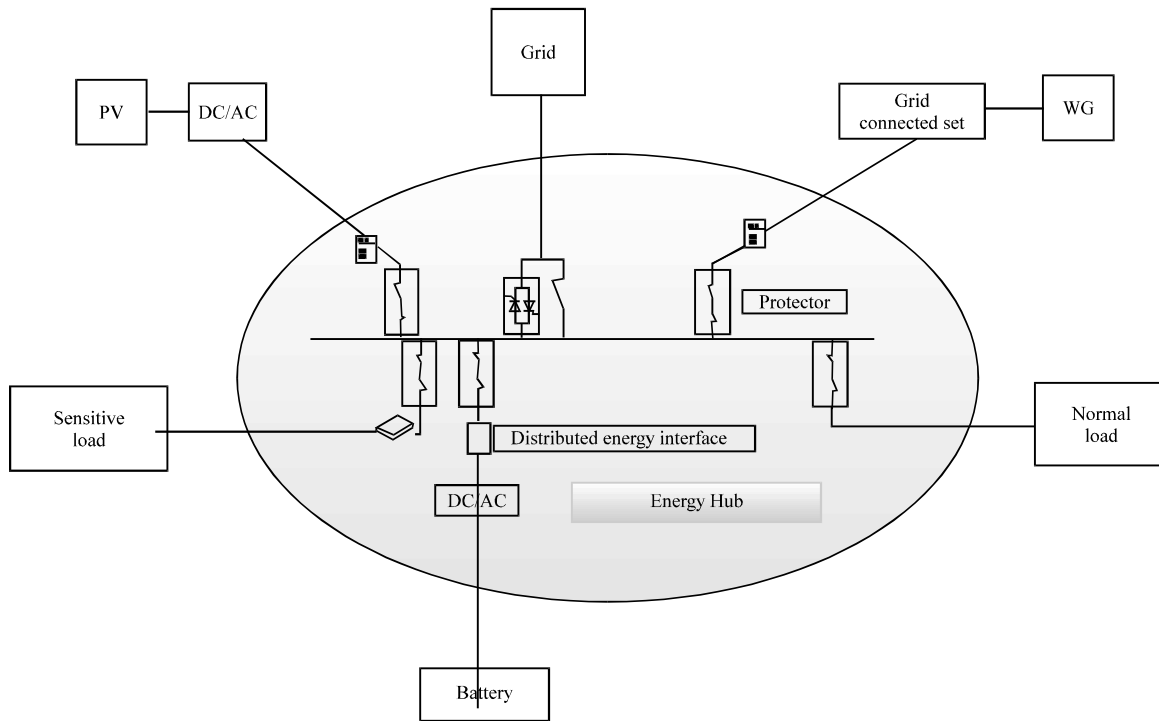 Grid
PV
DC/AC
Grid
connected set
WG
Protector
Sensitive
load
Distributed energy interface
Normal
load
DC/AC
Energy Hub
Battery